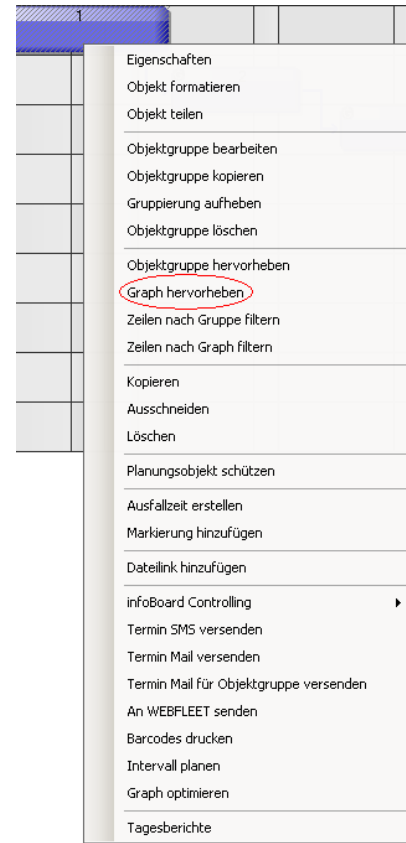 1
Eigenschaften
Objekt formatieren
Objekt teilen
Objektgruppe bearbeiten
Objektgruppe kopieren
Gruppierung aufheben
Objektgruppe löschen
Objektgruppe hervorheben
Graph hervorheben
Zeilen nach Gruppe filtern
Zeilen nach Graph filtern
Kopieren
Ausschneiden
Löschen
Planungsobjekt schützen
Ausfallzeit erstellen
Markierung hinzufügen
Dateilink hinzufügen
infoBoard Controlling
Termin SMS versenden
Termin Mail versenden
Termin Mail für Objektgruppe versenden
An WEBFLEET senden
Barcodes drucken
Intervall planen
Graph optimieren
Tagesberichte